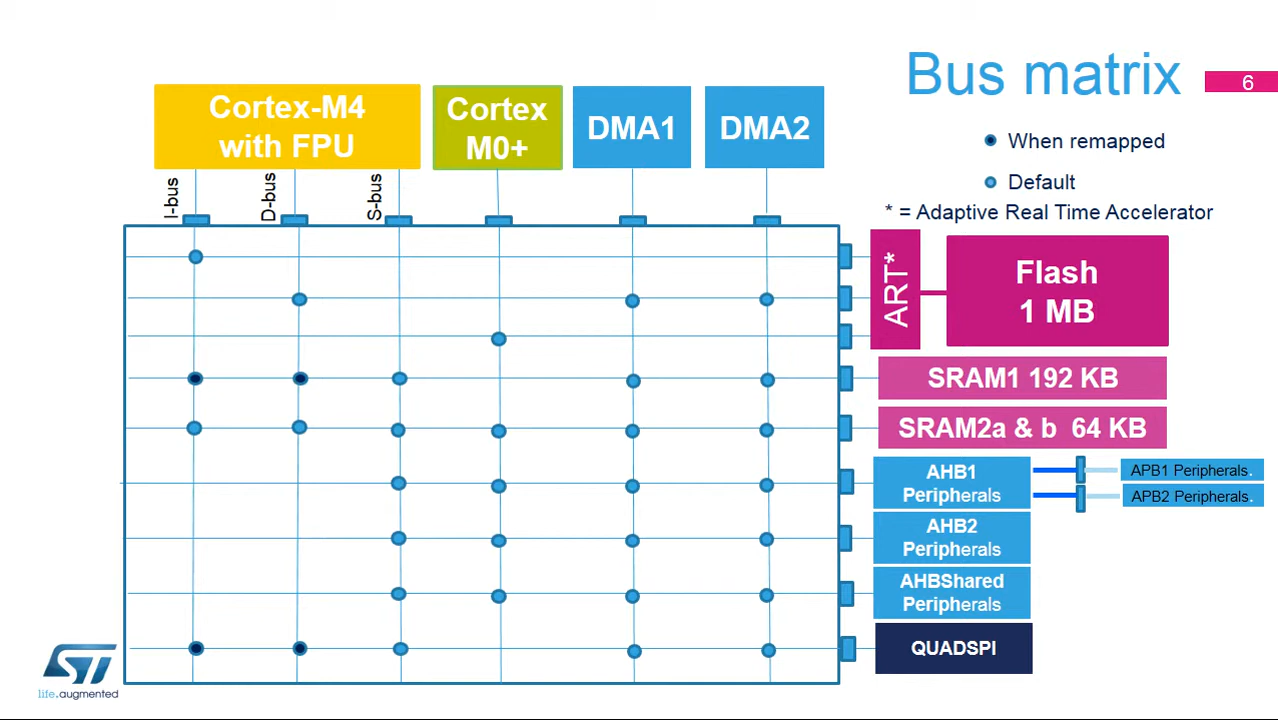 Bus matrix
6
Cortex-M4
with FPU
Cortex
M0+
DMA1
DMA2
When remapped
Default
* = Adaptive Real Time Accelerator
I-bus
D-bus
S-bus
ART*
Flash
1 MB
SRAM1 192 KB
SRAM2a & b 64 KB
AHB1
Peripherals
APB1 Peripherals.
APB2 Peripherals.
AHB2
Peripherals
AHBShared
Peripherals
QUADSPI
ST
life.augmented